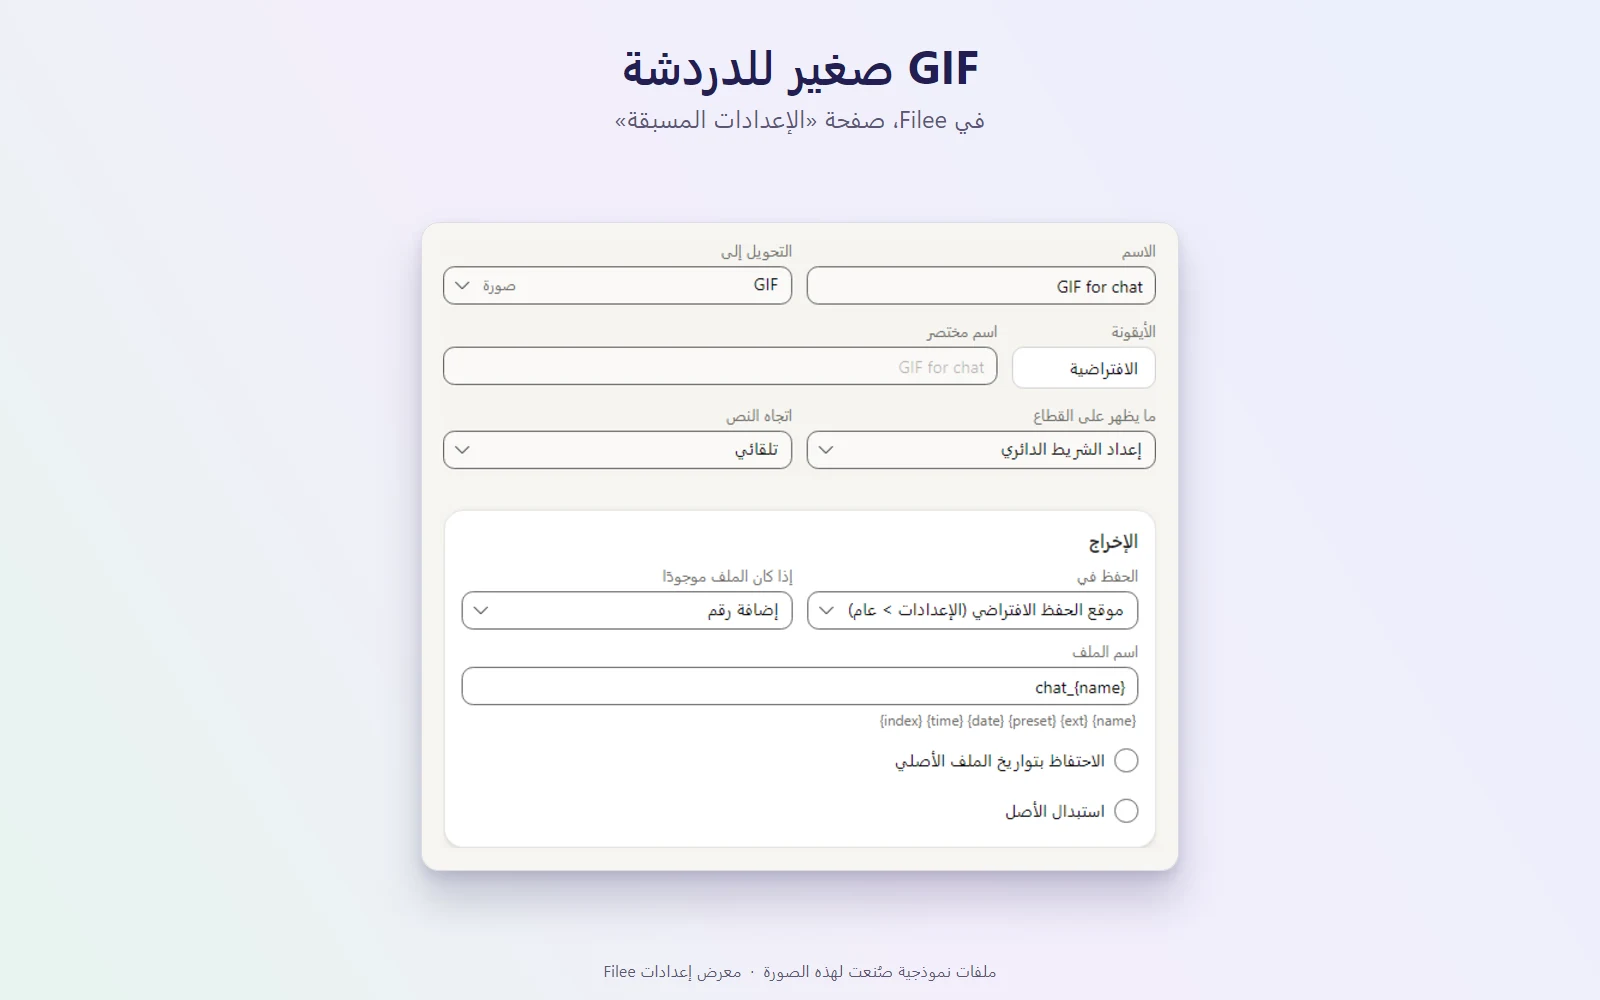 GIF صغير للدردشة
في Filee، صفحة «الإعدادات المسبقة»
الاسم
التحويل إلى
GIF for chat
GIF صورة
الأيقونة
اسم مختصر
الافتراضية
GIF for chat
ما يظهر على القطاع
اتجاه النص
إعداد الشريط الدائري
تلقائي
الإخراج
الحفظ في
إذا كان الملف موجودًا
موقع الحفظ الافتراضي (الإعدادات > عام)
إضافة رقم
اسم الملف
chat_{name}
{index} {time} {date} {preset} {ext} {name}
الاحتفاظ بتواريخ الملف الأصلي
استبدال الأصل
ملفات نموذجية صُنعت لهذه الصورة · معرض إعدادات Filee